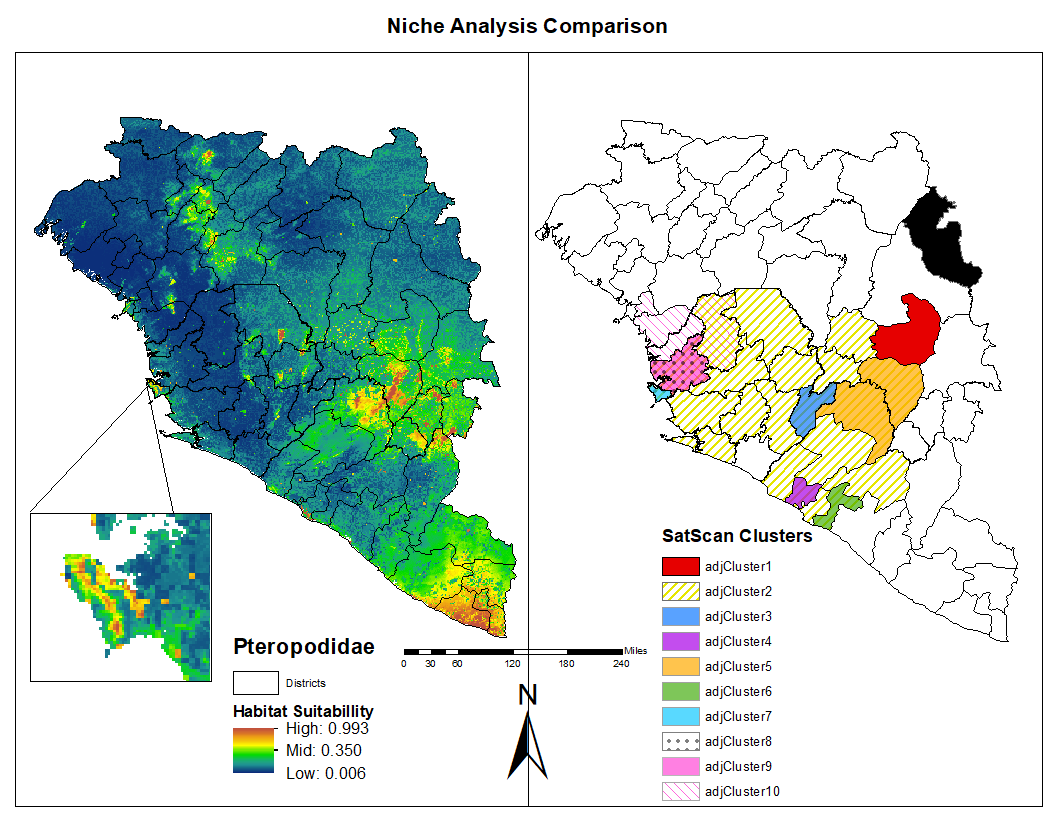 Niche Analysis Comparison
Pteropodidae
Districts
Habitat Suitabillity
High: 0.993
Mid: 0.350
Low: 0.006
0 30 60 120 180 240 Miles
N
SatScan Clusters
adjCluster1
adjCluster2
adjCluster3
adjCluster4
adjCluster5
adjCluster6
adjCluster7
adjCluster8
adjCluster9
adjCluster10